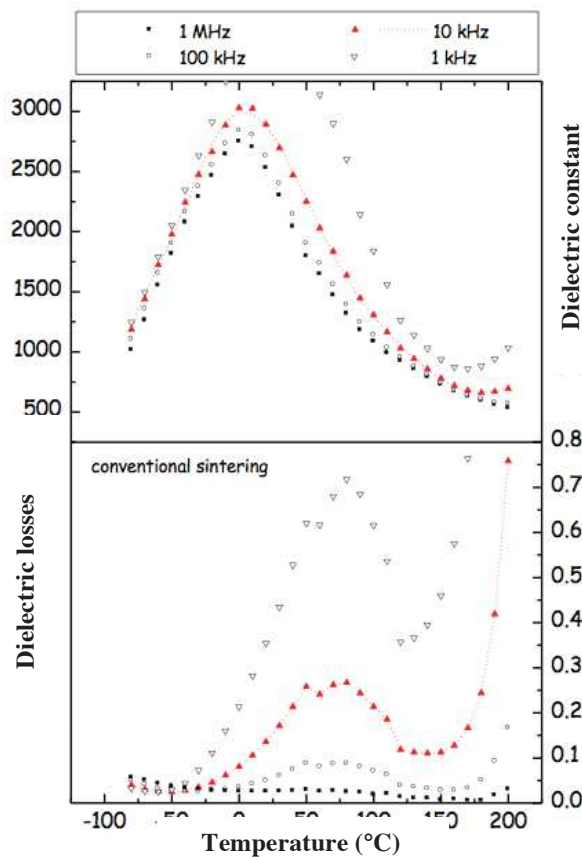 1 MHz
10 kHz
100 kHz
1 kHz
3000
2500
2000
1500
1000
500
Dielectric constant
conventional sintering
Dielectric losses
0.8
0.7
0.6
0.5
0.4
0.3
0.2
0.1
0.0
-100 -50 0 50 100 150 200
Temperature (°C)